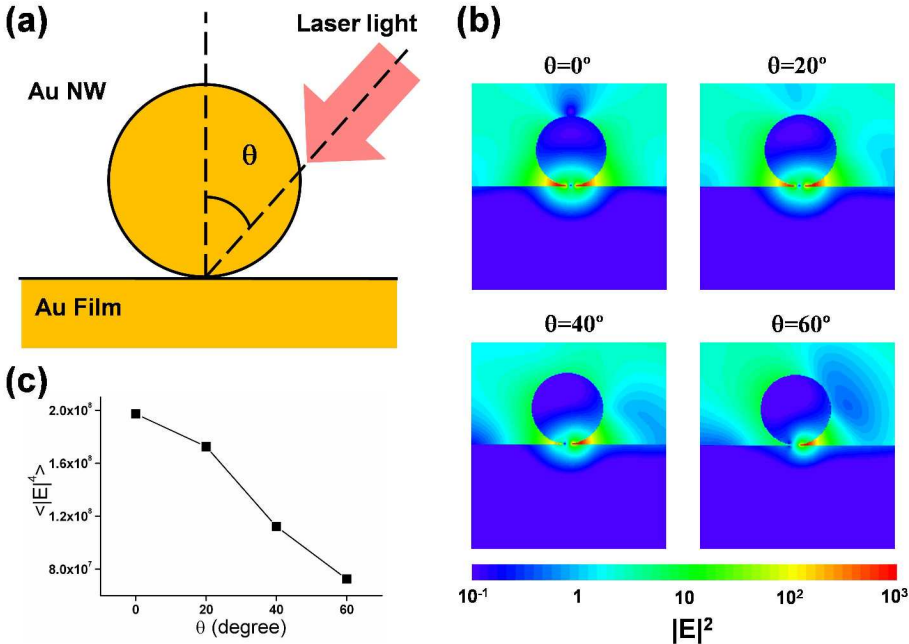 (a)
Laser light
Au NW
θ
Au Film
(b)
θ=0º
θ=20º
θ=40º
θ=60º
10⁻¹ 1 10 10² 10³
|E|²
(c)
<|E|⁴>
2.0x10⁸
1.6x10⁸
1.2x10⁸
8.0x10⁷
0 20 40 60
θ (degree)